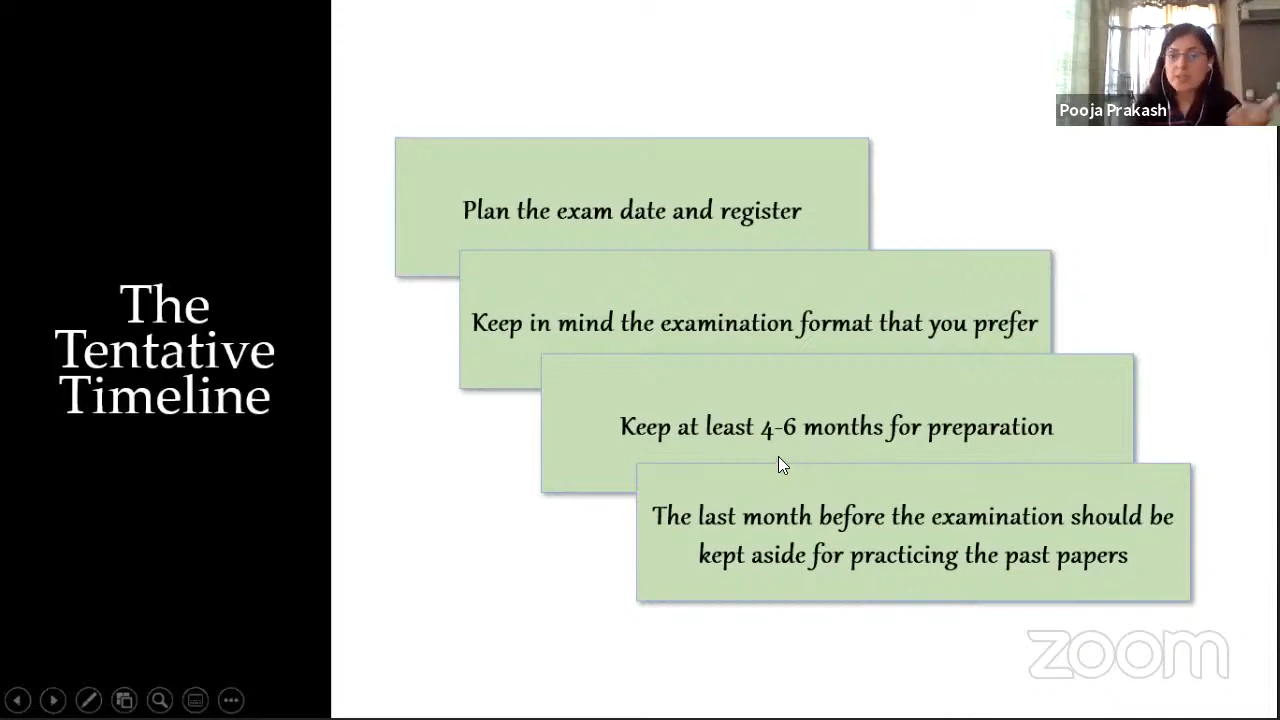 Pooja Prakash
The
Tentative
Timeline
Plan the exam date and register
Keep in mind the examination format that you prefer
Keep at least 4-6 months for preparation
The last month before the examination should be
kept aside for practicing the past papers
zoom